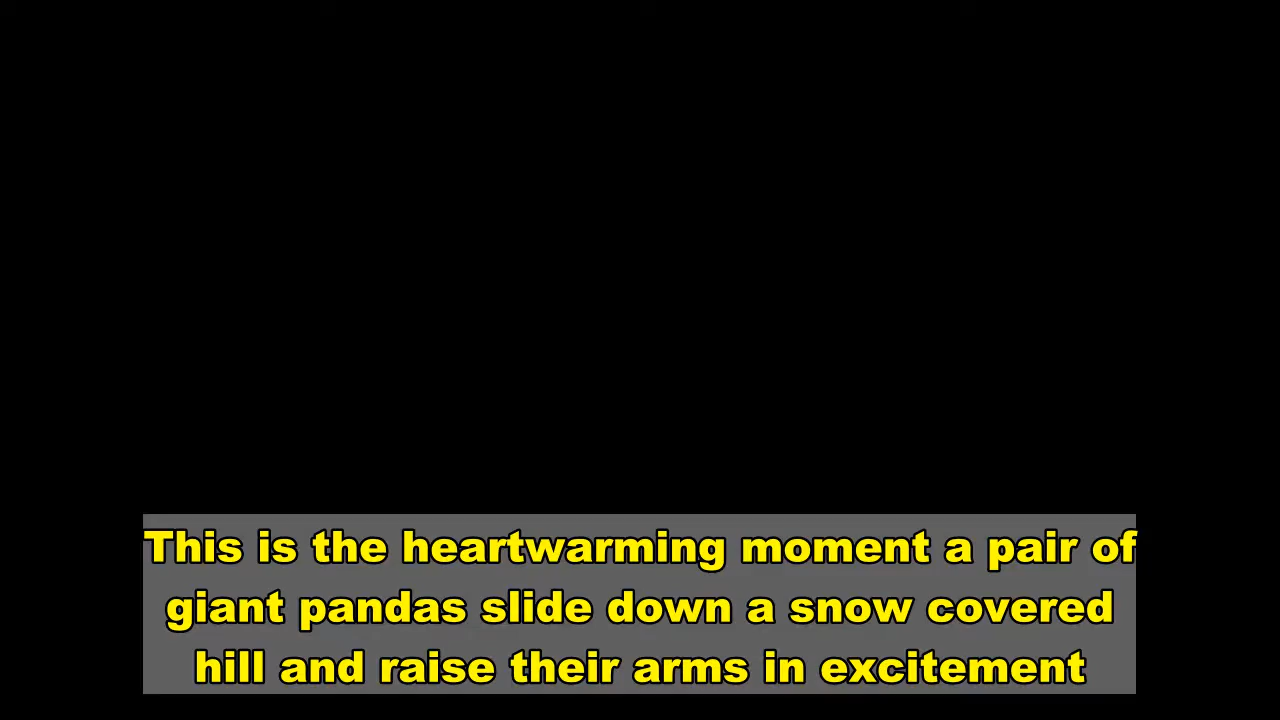 This is the heartwarming moment a pair of
giant pandas slide down a snow covered
hill and raise their arms in excitement